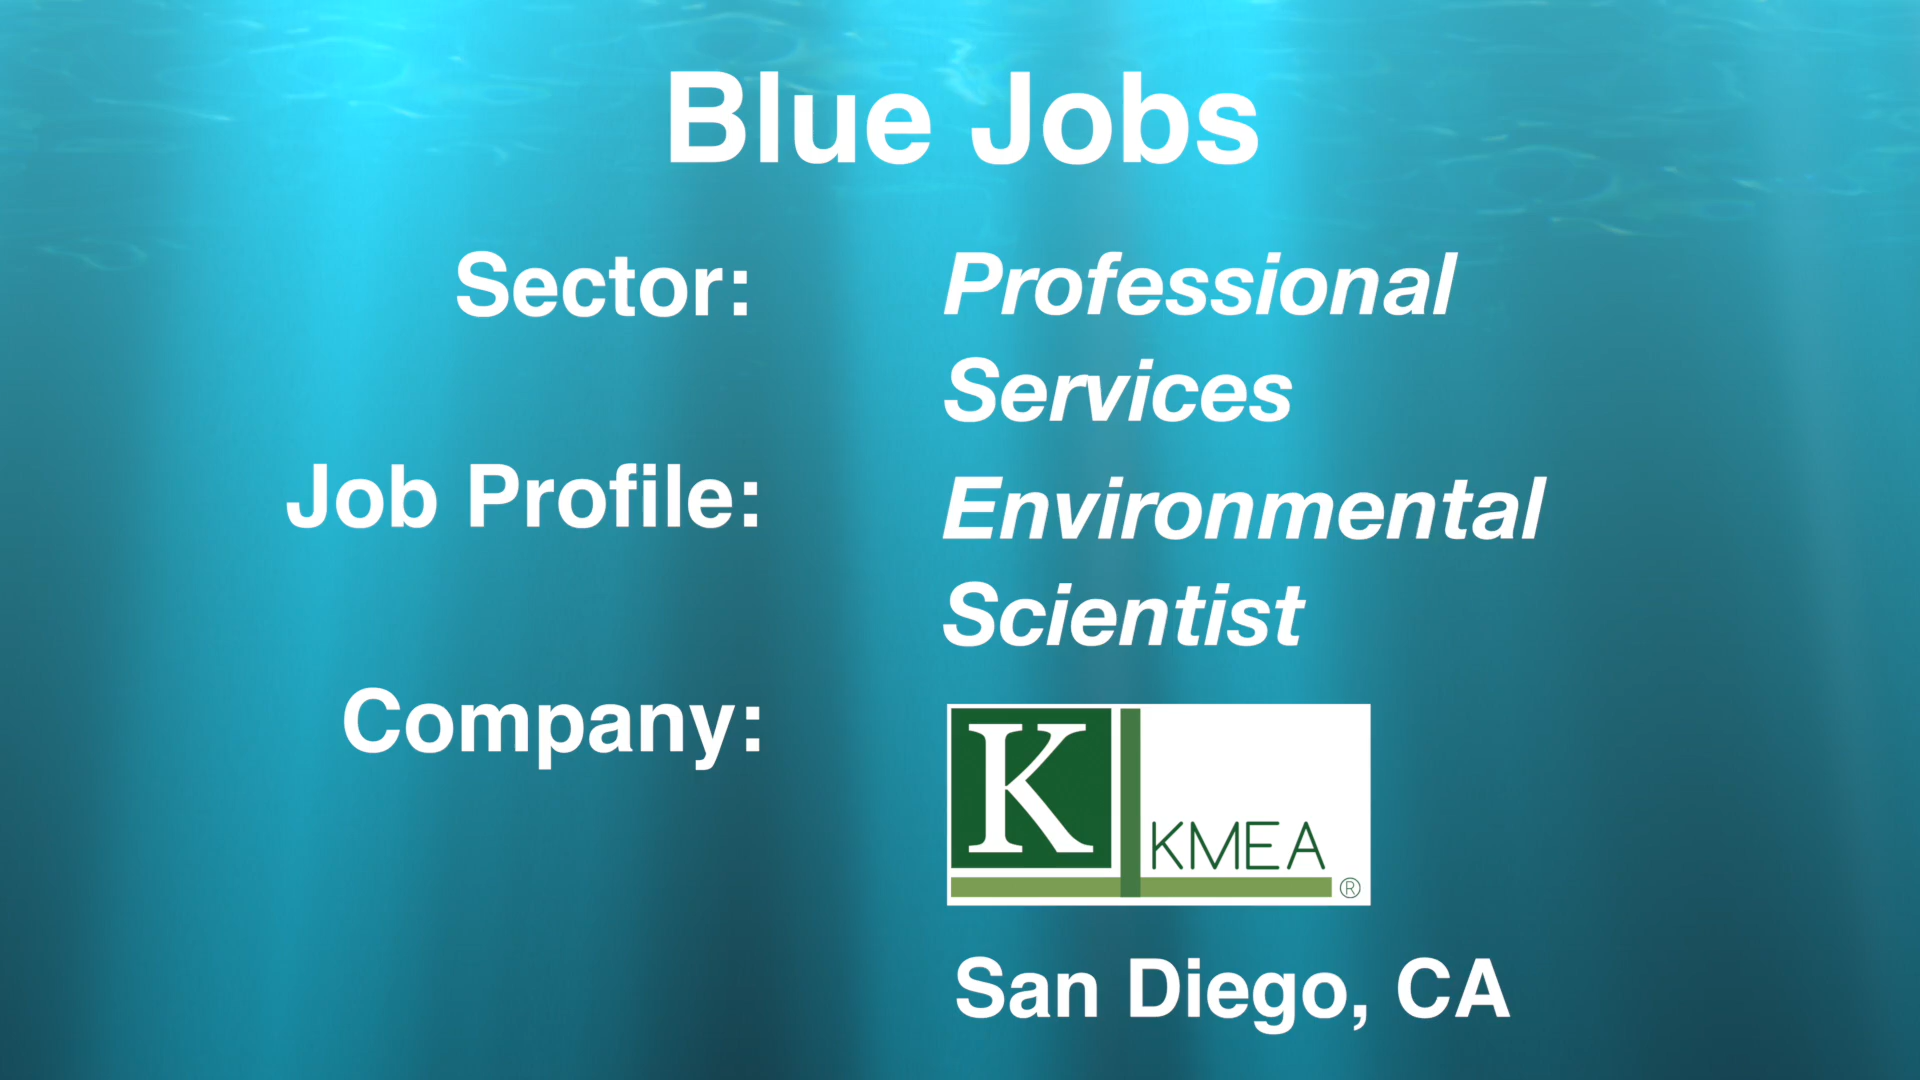 Blue Jobs
Sector: Professional
Services
Job Profile: Environmental
Scientist
Company:
K KMEA ®
San Diego, CA